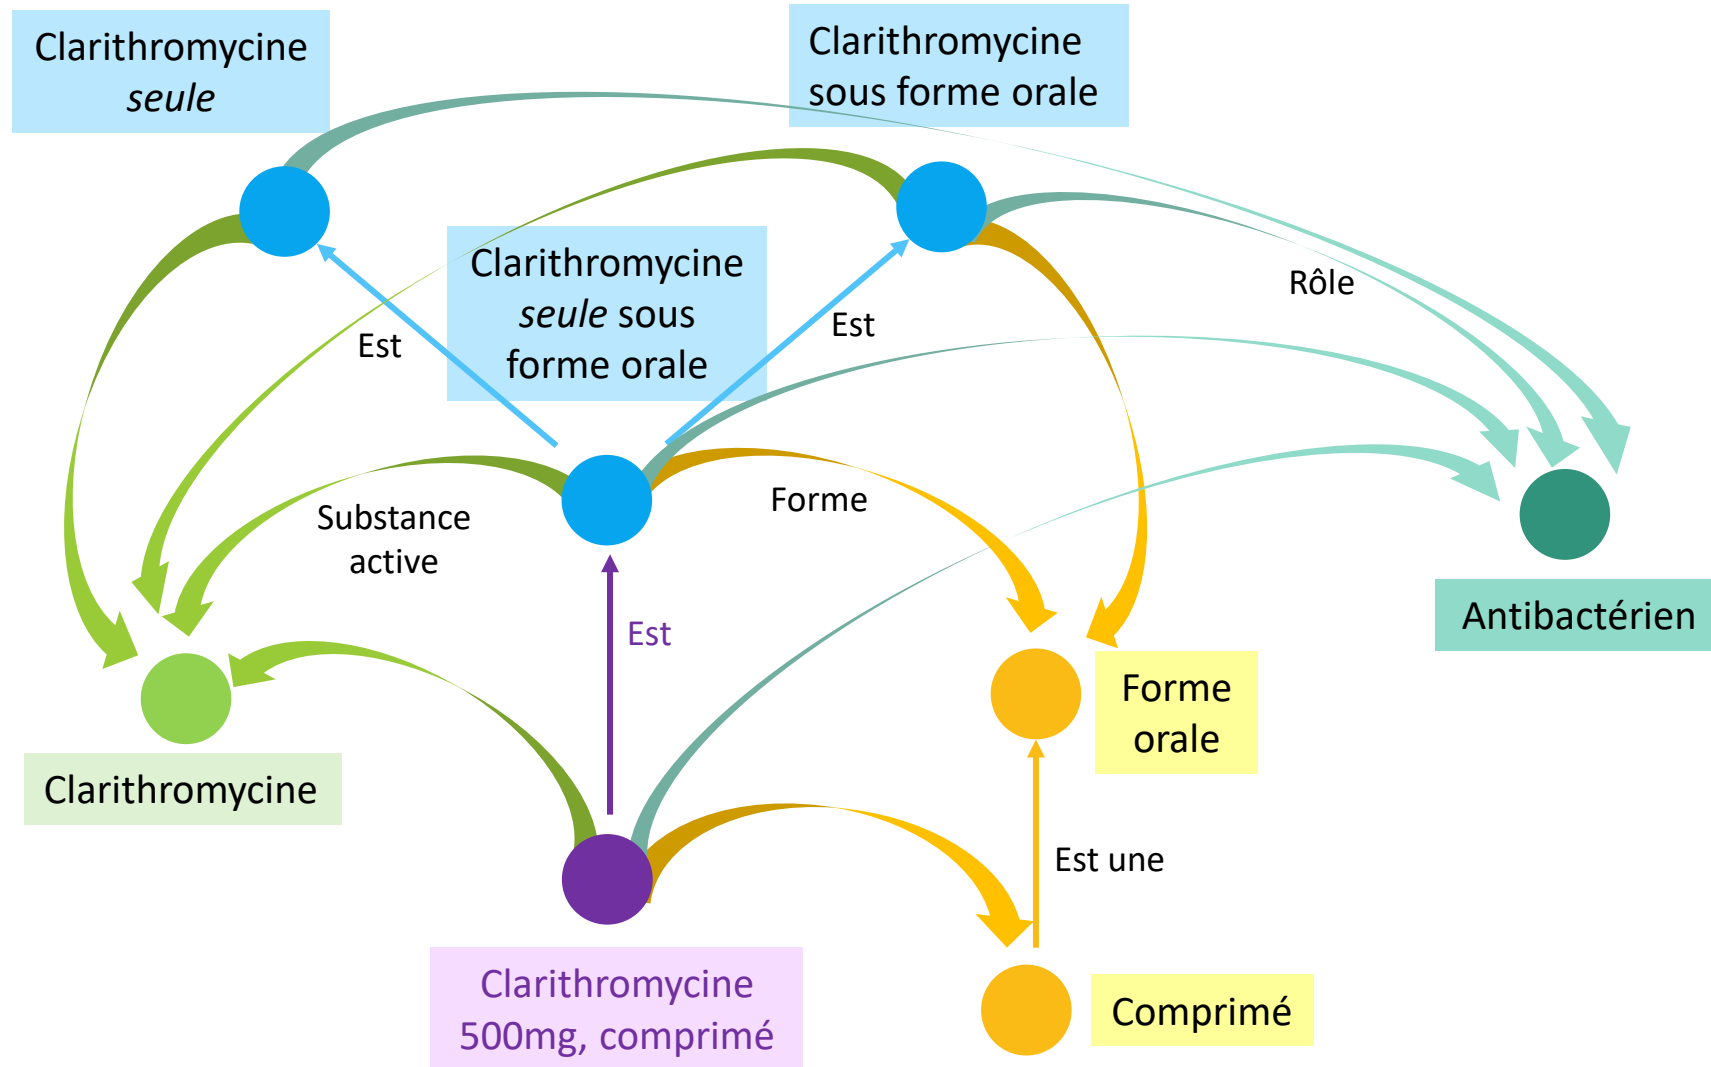 Clarithromycine
seule
Clarithromycine
sous forme orale
Clarithromycine
seule sous
forme orale
Rôle
Est
Est
Substance
active
Forme
Est
Antibactérien
Forme
orale
Clarithromycine
Est une
Clarithromycine
500mg, comprimé
Comprimé